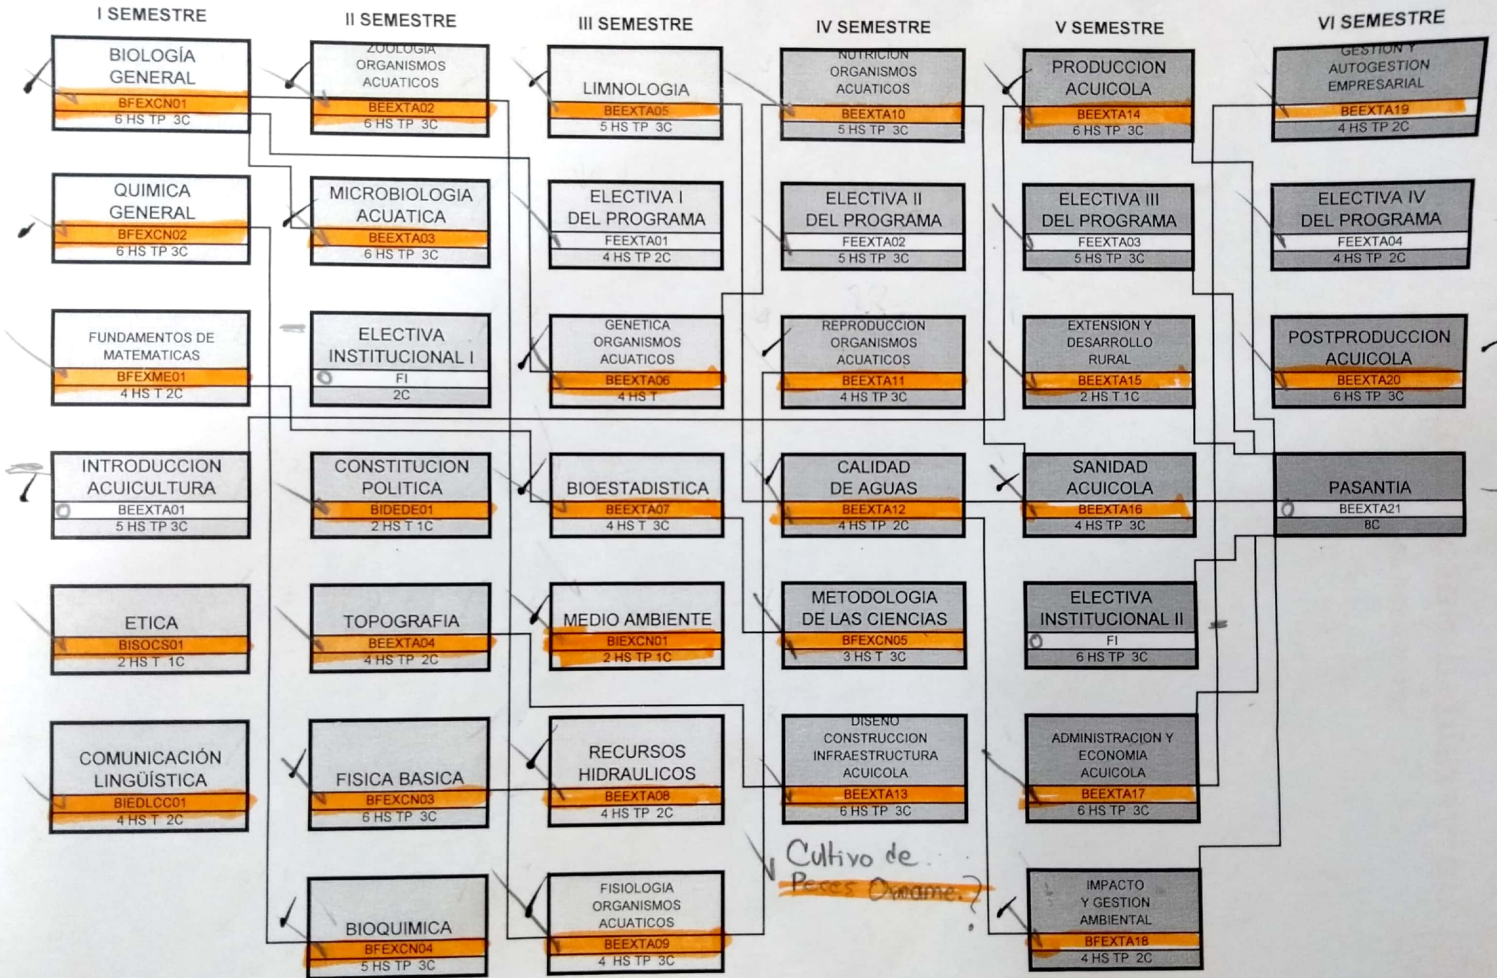 I SEMESTRE
BIOLOGÍA
GENERAL
BFEXCN01
6 HS TP 3C
QUIMICA
GENERAL
BFEXCN02
6 HS TP 3C
FUNDAMENTOS DE
MATEMATICAS
BFEXME01
4 HS T 2C
INTRODUCCION
ACUICULTURA
BEEXTA01
5 HS TP 3C
ETICA
BISOCS01
2 HS T 1C
COMUNICACIÓN
LINGÜÍSTICA
BIEDLCC01
4 HS T 2C
II SEMESTRE
ZOOLOGIA
ORGANISMOS
ACUATICOS
BEEXTA02
6 HS TP 3C
MICROBIOLOGIA
ACUATICA
BEEXTA03
6 HS TP 3C
ELECTIVA
INSTITUCIONAL I
FI
2C
CONSTITUCION
POLITICA
BIDEDE01
2 HS T 1C
TOPOGRAFIA
BEEXTA04
4 HS TP 2C
FISICA BASICA
BFEXCN03
6 HS TP 3C
BIOQUIMICA
BFEXCN04
5 HS TP 3C
III SEMESTRE
LIMNOLOGIA
BEEXTA05
5 HS TP 3C
ELECTIVA I
DEL PROGRAMA
FEEXTA01
4 HS TP 2C
GENETICA
ORGANISMOS
ACUATICOS
BEEXTA06
4 HS T
BIOESTADISTICA
BEEXTA07
4 HS T 3C
MEDIO AMBIENTE
BIEXCN01
2 HS TP 1C
RECURSOS
HIDRAULICOS
BEEXTA08
4 HS TP 2C
FISIOLOGIA
ORGANISMOS
ACUATICOS
BEEXTA09
4 HS TP 3C
IV SEMESTRE
NUTRICION
ORGANISMOS
ACUATICOS
BEEXTA10
5 HS TP 3C
ELECTIVA II
DEL PROGRAMA
FEEXTA02
5 HS TP 3C
REPRODUCCION
ORGANISMOS
ACUATICOS
BEEXTA11
4 HS TP 3C
CALIDAD
DE AGUAS
BEEXTA12
4 HS TP 2C
METODOLOGIA
DE LAS CIENCIAS
BFEXCN05
3 HS T 3C
DISEÑO
CONSTRUCCION
INFRAESTRUCTURA
ACUICOLA
BEEXTA13
6 HS TP 3C
Cultivo de
Peces
V SEMESTRE
PRODUCCION
ACUICOLA
BEEXTA14
6 HS TP 3C
ELECTIVA III
DEL PROGRAMA
FEEXTA03
5 HS TP 3C
EXTENSION Y
DESARROLLO
RURAL
BEEXTA15
2 HS T 1C
SANIDAD
ACUICOLA
BEEXTA16
4 HS TP 3C
ELECTIVA
INSTITUCIONAL II
FI
6 HS TP 3C
ADMINISTRACION Y
ECONOMIA
ACUICOLA
BEEXTA17
6 HS TP 3C
IMPACTO
Y GESTION
AMBIENTAL
BFEXTA18
4 HS TP 2C
VI SEMESTRE
GESTION Y
AUTOGESTION
EMPRESARIAL
BEEXTA19
4 HS TP 2C
ELECTIVA IV
DEL PROGRAMA
FEEXTA04
4 HS TP 2C
POSTPRODUCCION
ACUICOLA
BEEXTA20
6 HS TP 3C
PASANTIA
BEEXTA21
8C